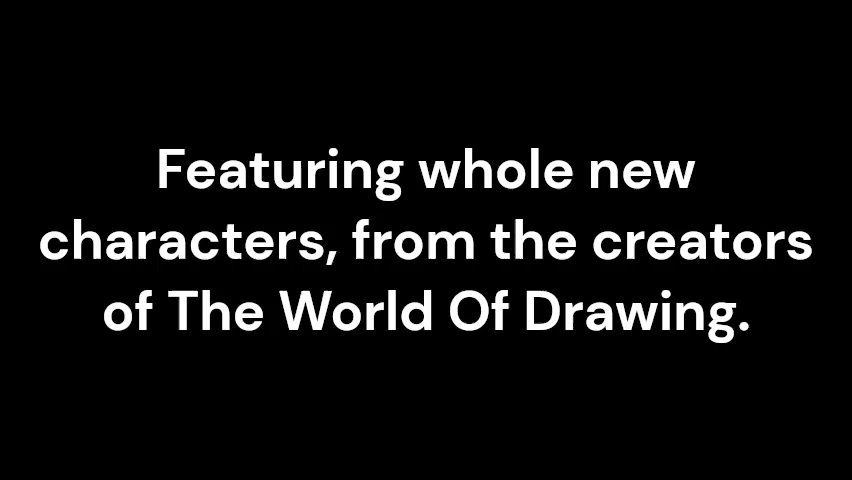 Featuring whole new
characters, from the creators
of The World Of Drawing.